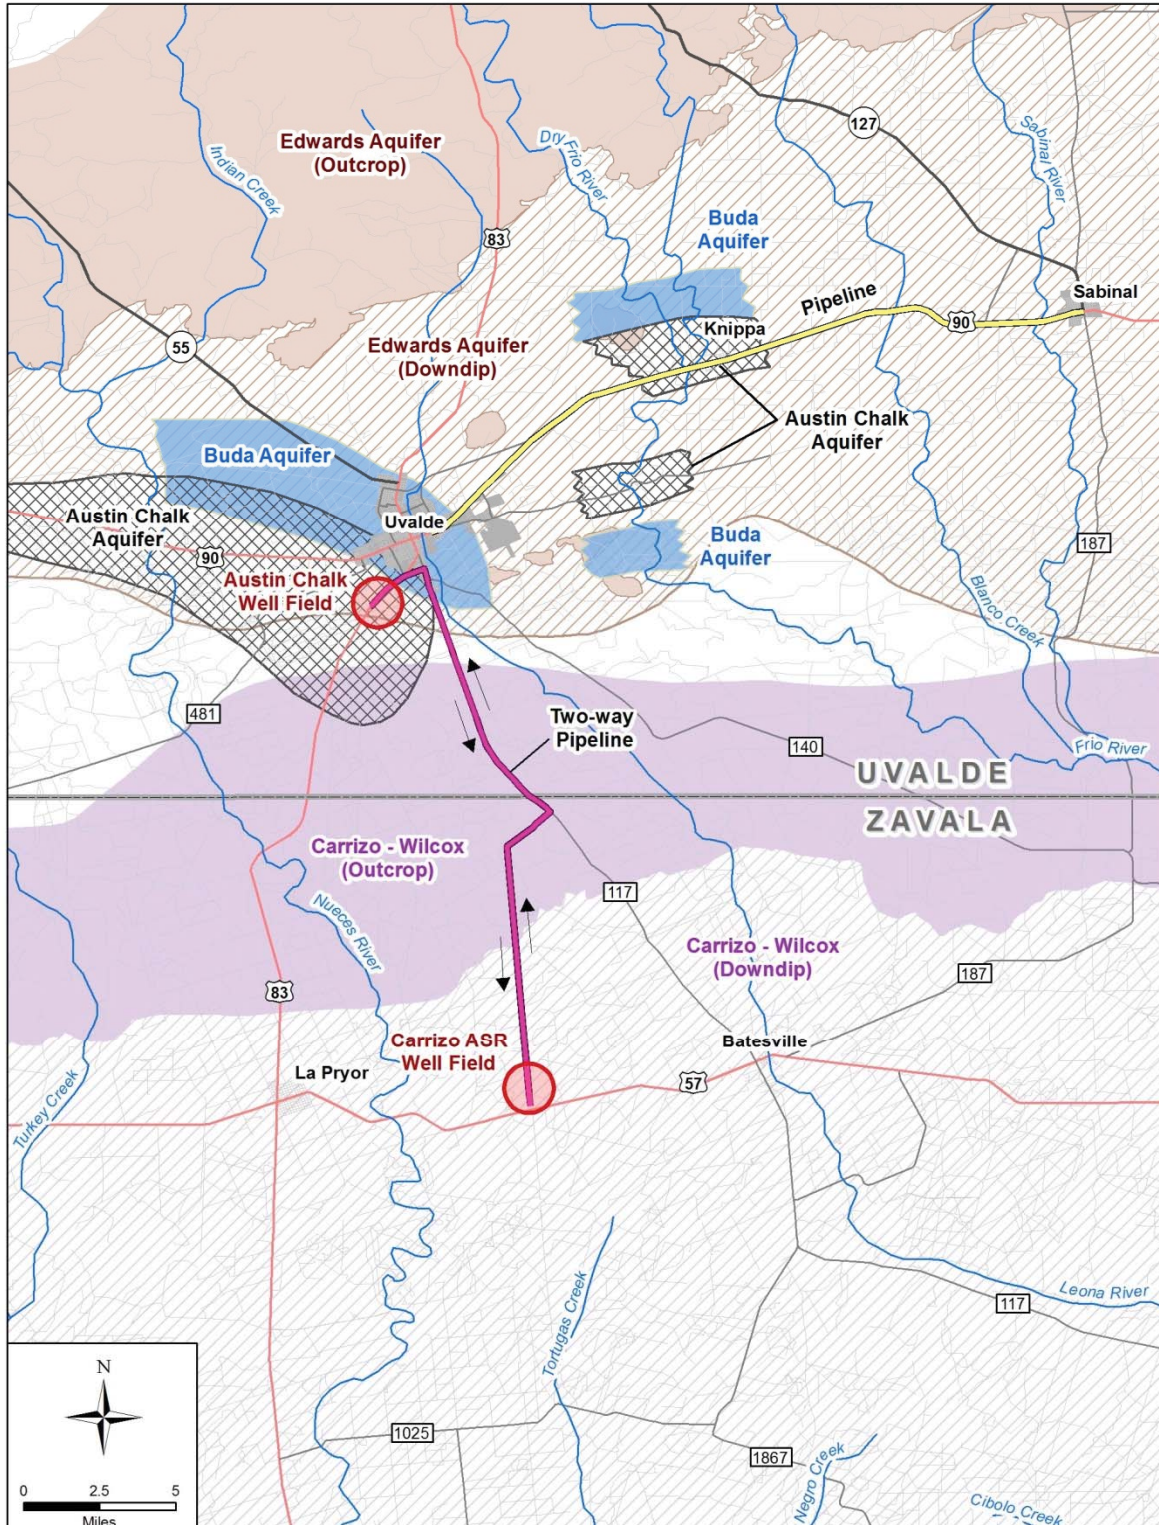 127
Indian Creek
Edwards Aquifer
(Outcrop)
Dry Frio River
Sabinal River
83
Buda
Aquifer
Sabinal
Pipeline
90
Knippa
55
Edwards Aquifer
(Downdip)
Austin Chalk
Aquifer
Buda Aquifer
Austin Chalk
Aquifer
Uvalde
90
Buda
Aquifer
187
Austin Chalk
Well Field
Blanco Creek
481
Two-way
Pipeline
140
Frio River
UVALDE
ZAVALA
Carrizo - Wilcox
(Outcrop)
117
Nueces River
Carrizo - Wilcox
(Downdip)
187
83
Carrizo ASR
Well Field
Batesville
La Pryor
57
Turkey Creek
Tortugas Creek
Leona River
117
N
1025
1867
Negro Creek
Cibolo Creek
0 2.5 5
Miles